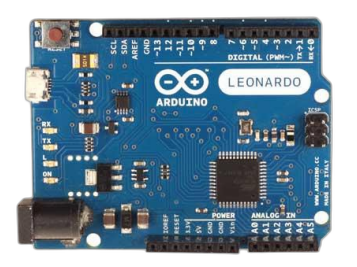 RESET
SCL
SDA
AREF
GND
~13
12
~11
~10
~9
8
7
~6
~5
4
~3
2
TX→1
RX←0
DIGITAL (PWM~)
LEONARDO
ARDUINO
ICSP
RX
TX
L
ON
WWW.ARDUINO.CC
MADE IN ITALY
POWER
ANALOG IN
IOREF
RESET
3.3V
5V
GND
GND
Vin
A0
A1
A2
A3
A4
A5